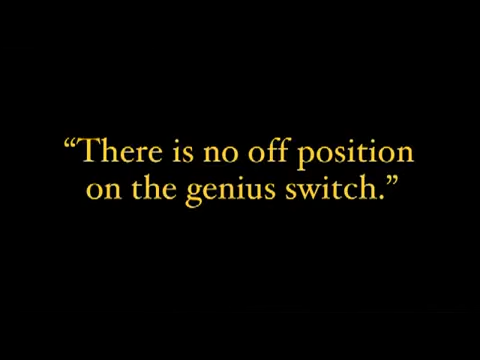 “There is no off position
on the genius switch.”